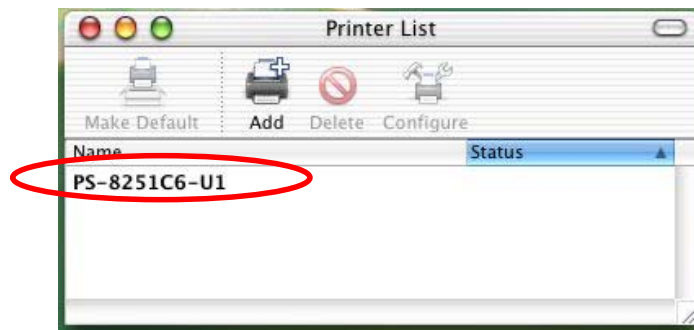 Printer List
Make Default Add Delete Configure
Name Status
PS-8251C6-U1